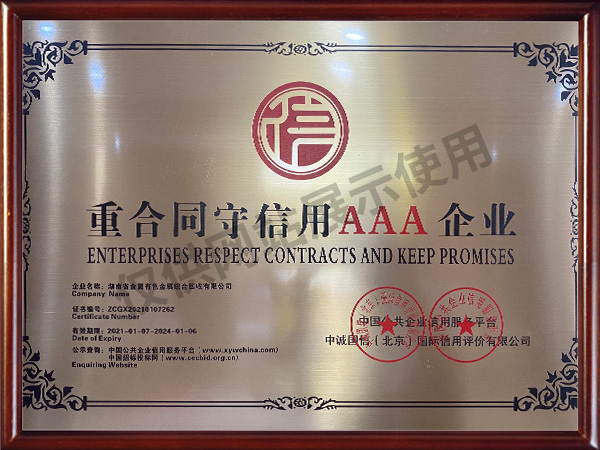 信
重合同守信用AAA企业
ENTERPRISES RESPECT CONTRACTS AND KEEP PROMISES
企业名称: 湖南省金翼有色金属综合回收有限公司
Company Name
证书编号: ZCGX20210107262
Certificate Number
有效期限: 2021-01-07-2024-01-06
Date of Expiry
公示查询: 中国公共企业信用服务平台 (www.xywchina.com)
中国招标投标网 (www.cecbid.org.cn)
Enquiring Website
中国公共企业信用服务平台
中诚国信(北京)国际信用评价有限公司
仅供网站展示使用